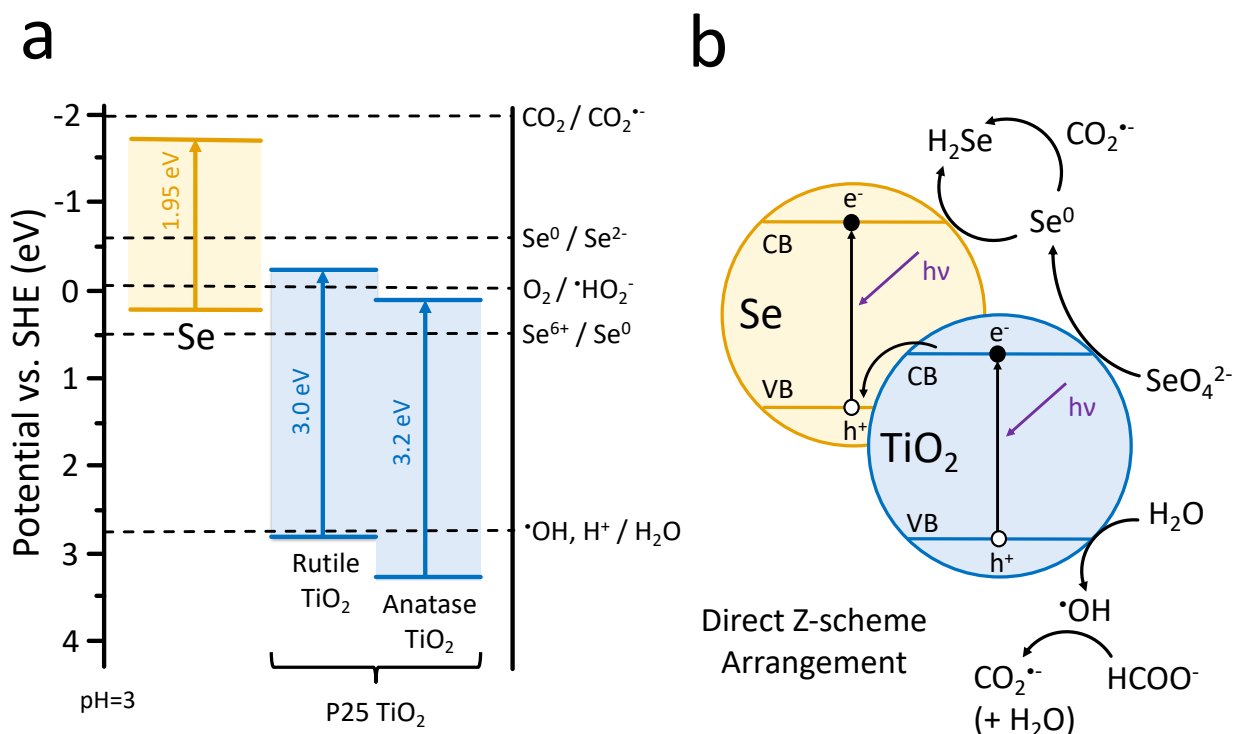 a
Potential vs. SHE (eV)
-2
-1
0
1
2
3
4
pH=3
1.95 eV
Se
3.0 eV
3.2 eV
Rutile
TiO₂
Anatase
TiO₂
P25 TiO₂
CO₂ / CO₂•⁻
Se⁰ / Se²⁻
O₂ / •HO₂⁻
Se⁶⁺ / Se⁰
•OH, H⁺ / H₂O
b
H₂Se
CO₂•⁻
Se⁰
e⁻
CB
hν
Se
VB
h⁺
e⁻
CB
hν
TiO₂
VB
h⁺
SeO₄²⁻
H₂O
•OH
Direct Z-scheme
Arrangement
CO₂•⁻
(+ H₂O)
HCOO⁻